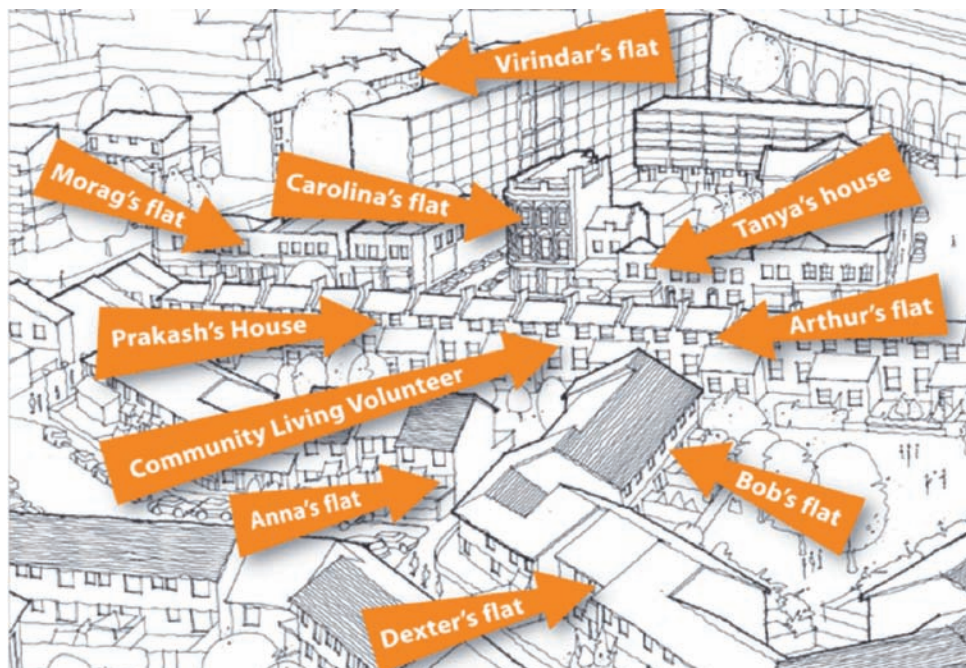 Virindar's flat
Morag's flat
Carolina's flat
Tanya's house
Prakash's House
Arthur's flat
Community Living Volunteer
Anna's flat
Bob's flat
Dexter's flat